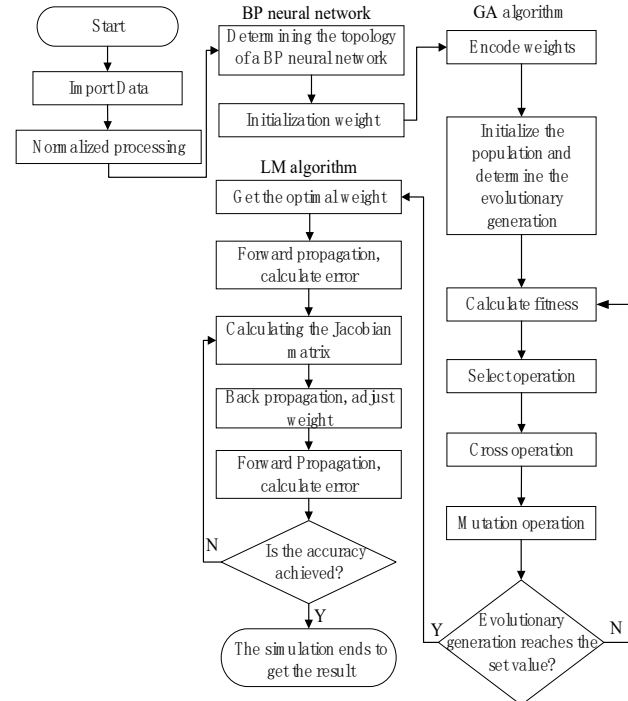 Start
Import Data
Normalized processing
BP neural network
Determining the topology
of a BP neural network
Initialization weight
GA algorithm
Encode weights
Initialize the
population and
determine the
evolutionary
generation
Calculate fitness
Select operation
Cross operation
Mutation operation
Evolutionary
generation reaches the
set value?
Y
N
LM algorithm
Get the optimal weight
Forward propagation,
calculate error
Calculating the Jacobian
matrix
Back propagation, adjust
weight
Forward Propagation,
calculate error
Is the accuracy
achieved?
N
Y
The simulation ends to
get the result